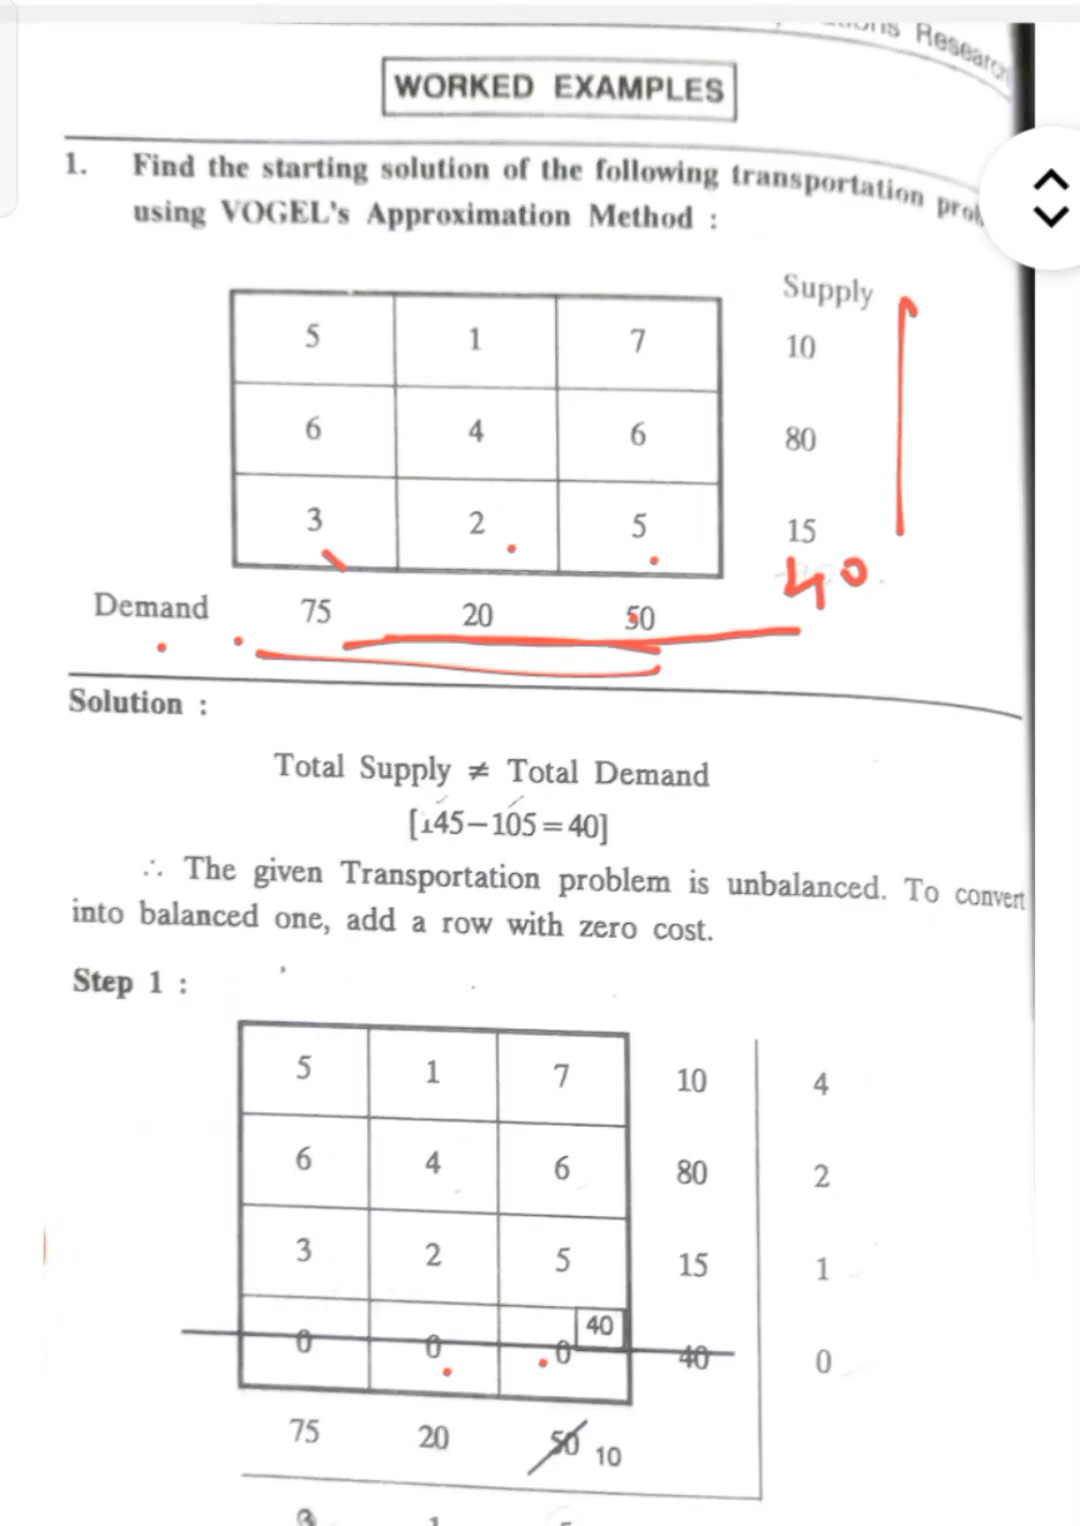 Research
WORKED EXAMPLES
1. Find the starting solution of the following transportation
using VOGEL's Approximation Method :
Supply
5 1 7 10
6 4 6 80
3 2 5 15
40
Demand 75 20 50
Solution :
Total Supply ≠ Total Demand
[145−105=40]
∴ The given Transportation problem is unbalanced. To convert
into balanced one, add a row with zero cost.
Step 1 :
5 1 7 10 4
6 4 6 80 2
3 2 5 15 1
40
0 0 0 40 0
75 20 50 10